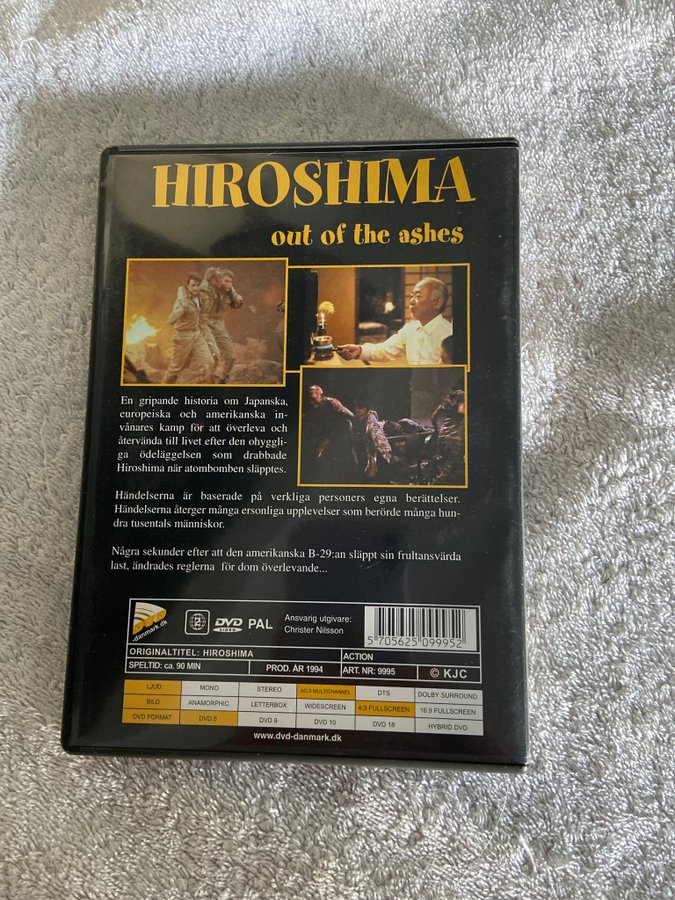 HIROSHIMA
out of the ashes
En gripande historia om Japanska,
europeiska och amerikanska in-
vånares kamp för att överleva och
återvända till livet efter den ohyggli-
ga ödeläggelsen som drabbade
Hiroshima när atombomben släpptes.
Händelserna är baserade på verkliga personers egna berättelser.
Händelserna återger många ersonliga upplevelser som berörde många hun-
dra tusentals människor.
Några sekunder efter att den amerikanska B-29:an släppt sin frultansvärda
last, ändrades reglerna för dom överlevande...
-danmark.dk
2
DVD
VIDEO
PAL
Ansvarig utgivare:
Christer Nilsson
5 705625 099952
ORIGINALTITEL: HIROSHIMA
ACTION
SPELTID: ca. 90 MIN
PROD. ÅR 1994
ART. NR: 9995
© KJC
LJUD MONO STEREO AC-3 MULTICHANNEL DTS DOLBY SURROUND
BILD ANAMORPHIC LETTERBOX WIDESCREEN 4:3 FULLSCREEN 16:9 FULLSCREEN
DVD FORMAT DVD 5 DVD 9 DVD 10 DVD 18 HYBRID DVD
www.dvd-danmark.dk